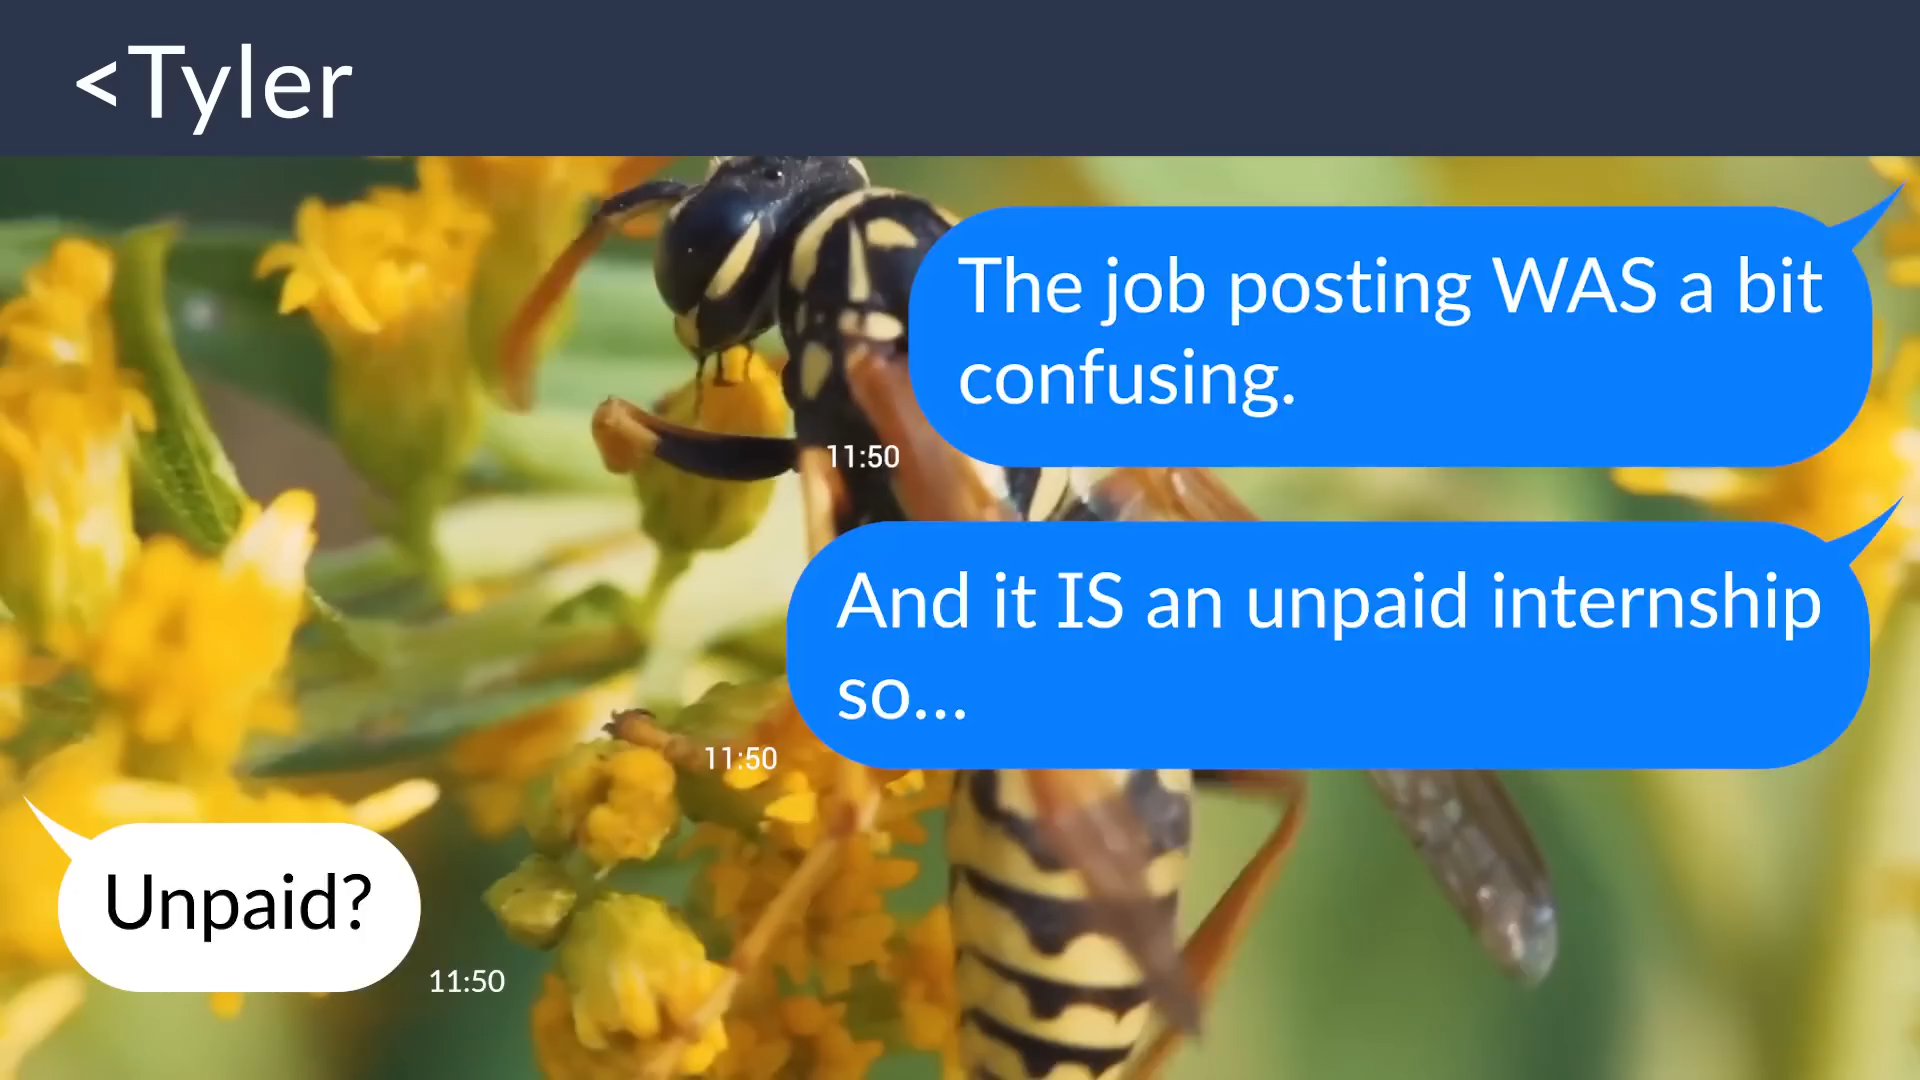 <Tyler
The job posting WAS a bit
confusing.
11:50
And it IS an unpaid internship
so...
11:50
Unpaid?
11:50